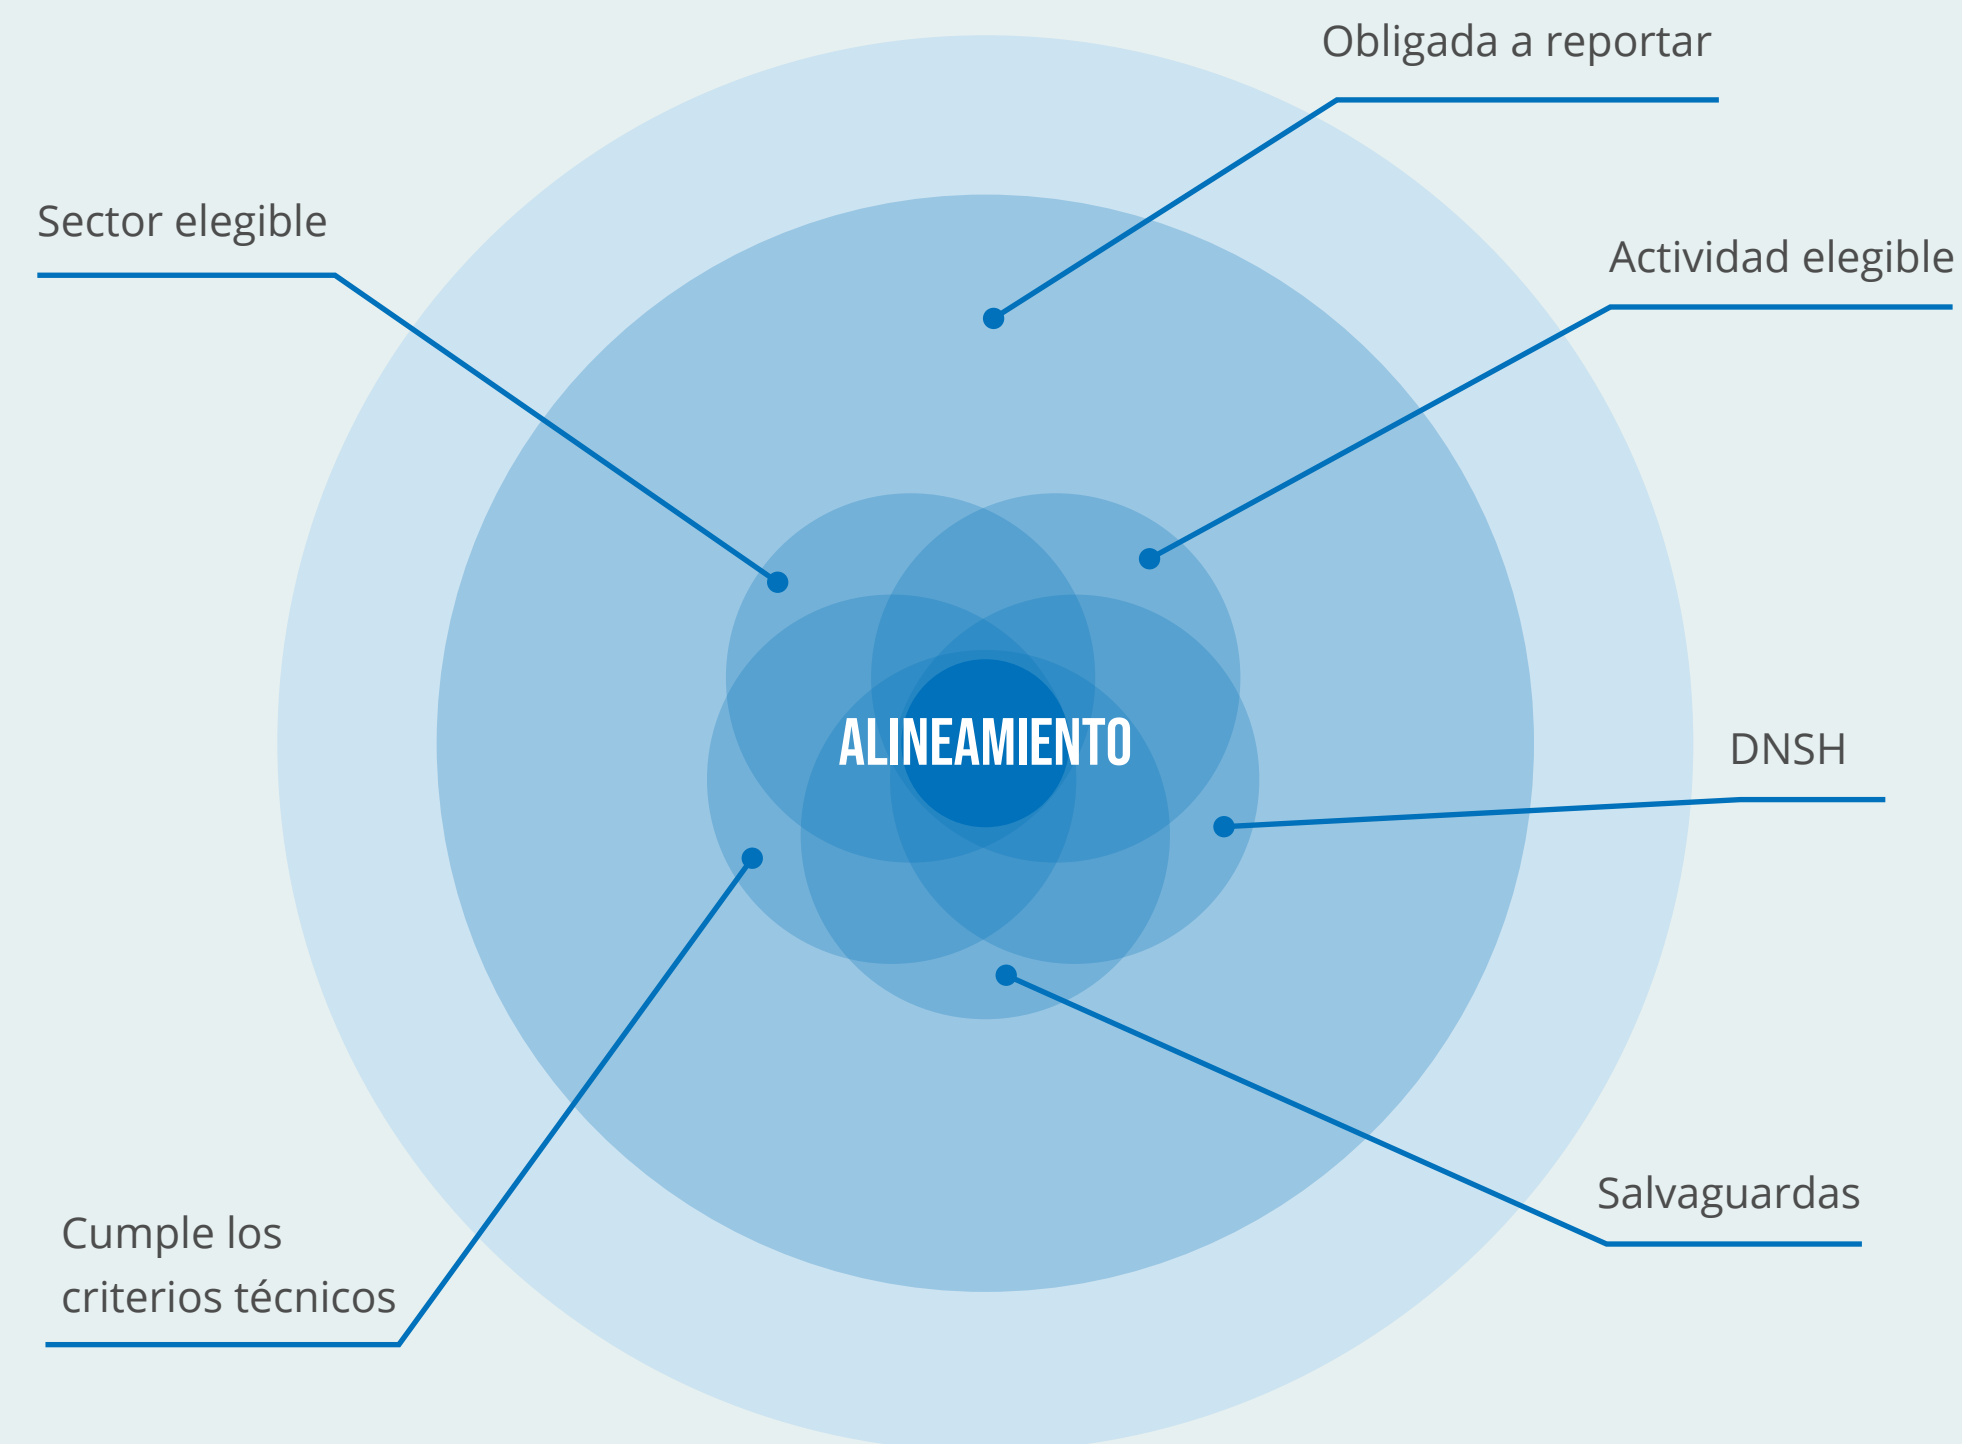 Obligada a reportar
Sector elegible
Actividad elegible
ALINEAMIENTO
DNSH
Salvaguardas
Cumple los
criterios técnicos